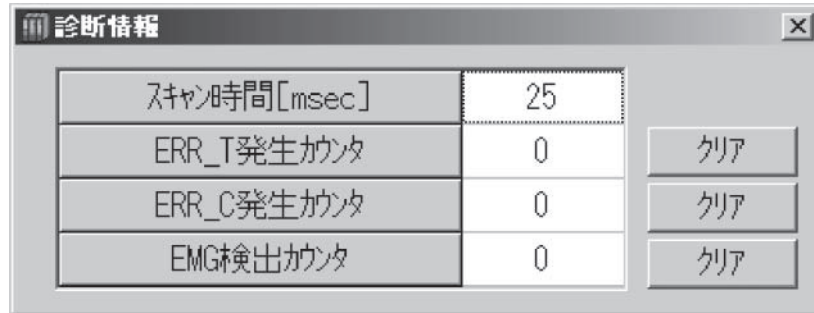 診断情報
スキャン時間[msec] 25
ERR_T発生カウンタ 0 クリア
ERR_C発生カウンタ 0 クリア
EMG検出カウンタ 0 クリア